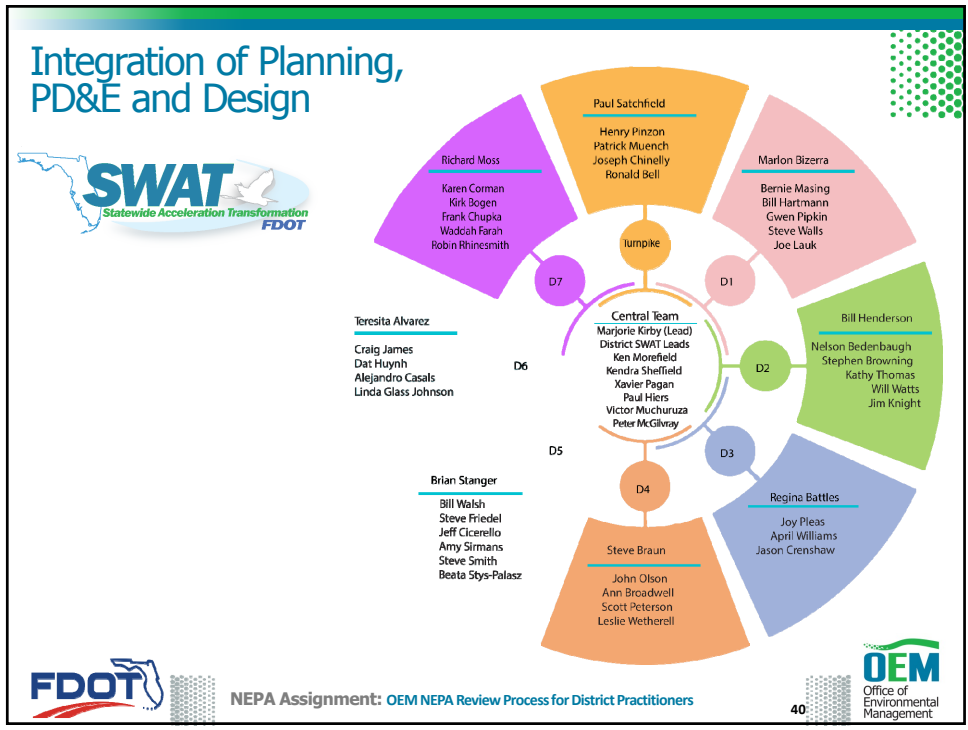 Integration of Planning,
PD&E and Design
SWAT
Statewide Acceleration Transformation
FDOT
Paul Satchfield
Henry Pinzon
Patrick Muench
Joseph Chinelly
Ronald Bell
Turnpike
Marlon Bizerra
Bernie Masing
Bill Hartmann
Gwen Pipkin
Steve Walls
Joe Lauk
D1
Bill Henderson
Nelson Bedenbaugh
Stephen Browning
Kathy Thomas
Will Watts
Jim Knight
D2
Regina Battles
Joy Pleas
April Williams
Jason Crenshaw
D3
Steve Braun
John Olson
Ann Broadwell
Scott Peterson
Leslie Wetherell
D4
Brian Stanger
Bill Walsh
Steve Friedel
Jeff Cicerello
Amy Sirmans
Steve Smith
Beata Stys-Palasz
D5
Teresita Alvarez
Craig James
Dat Huynh
Alejandro Casals
Linda Glass Johnson
D6
Richard Moss
Karen Corman
Kirk Bogen
Frank Chupka
Waddah Farah
Robin Rhinesmith
D7
Central Team
Marjorie Kirby (Lead)
District SWAT Leads
Ken Morefield
Kendra Sheffield
Xavier Pagan
Paul Hiers
Victor Muchuruza
Peter McGilvray
FDOT
NEPA Assignment: OEM NEPA Review Process for District Practitioners
40
OEM
Office of
Environmental
Management